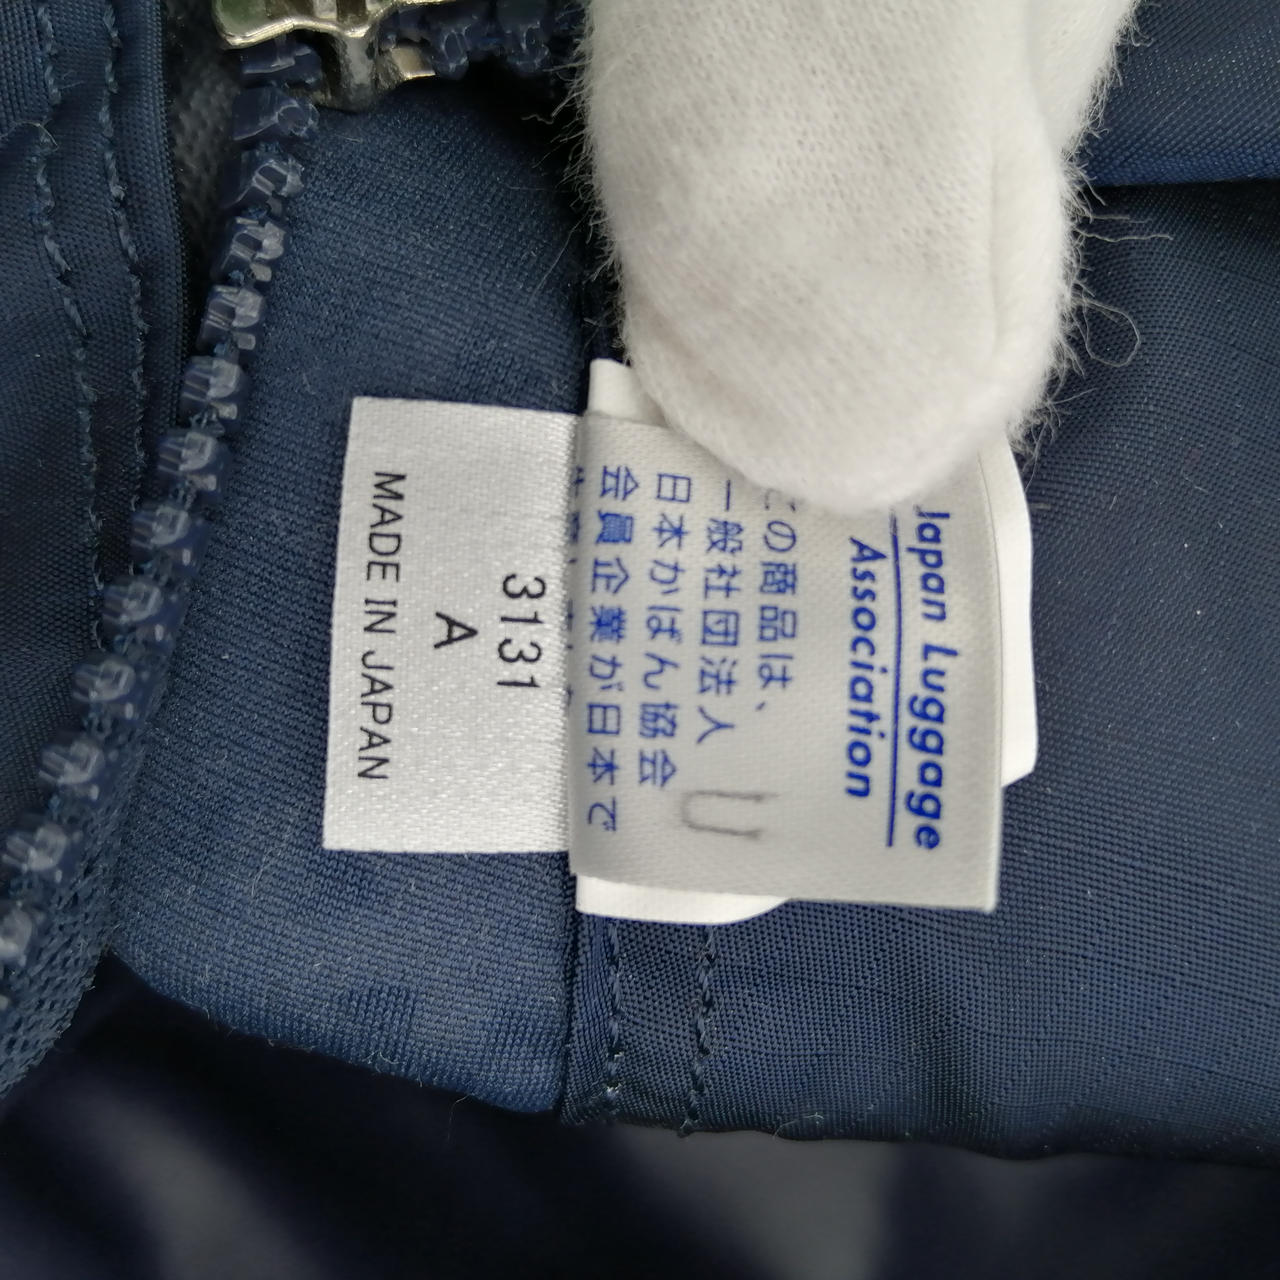 Japan Luggage
Association
の商品は、
一般社団法人
日本かばん協会
会員企業が日本で
U
3131
A
MADE IN JAPAN